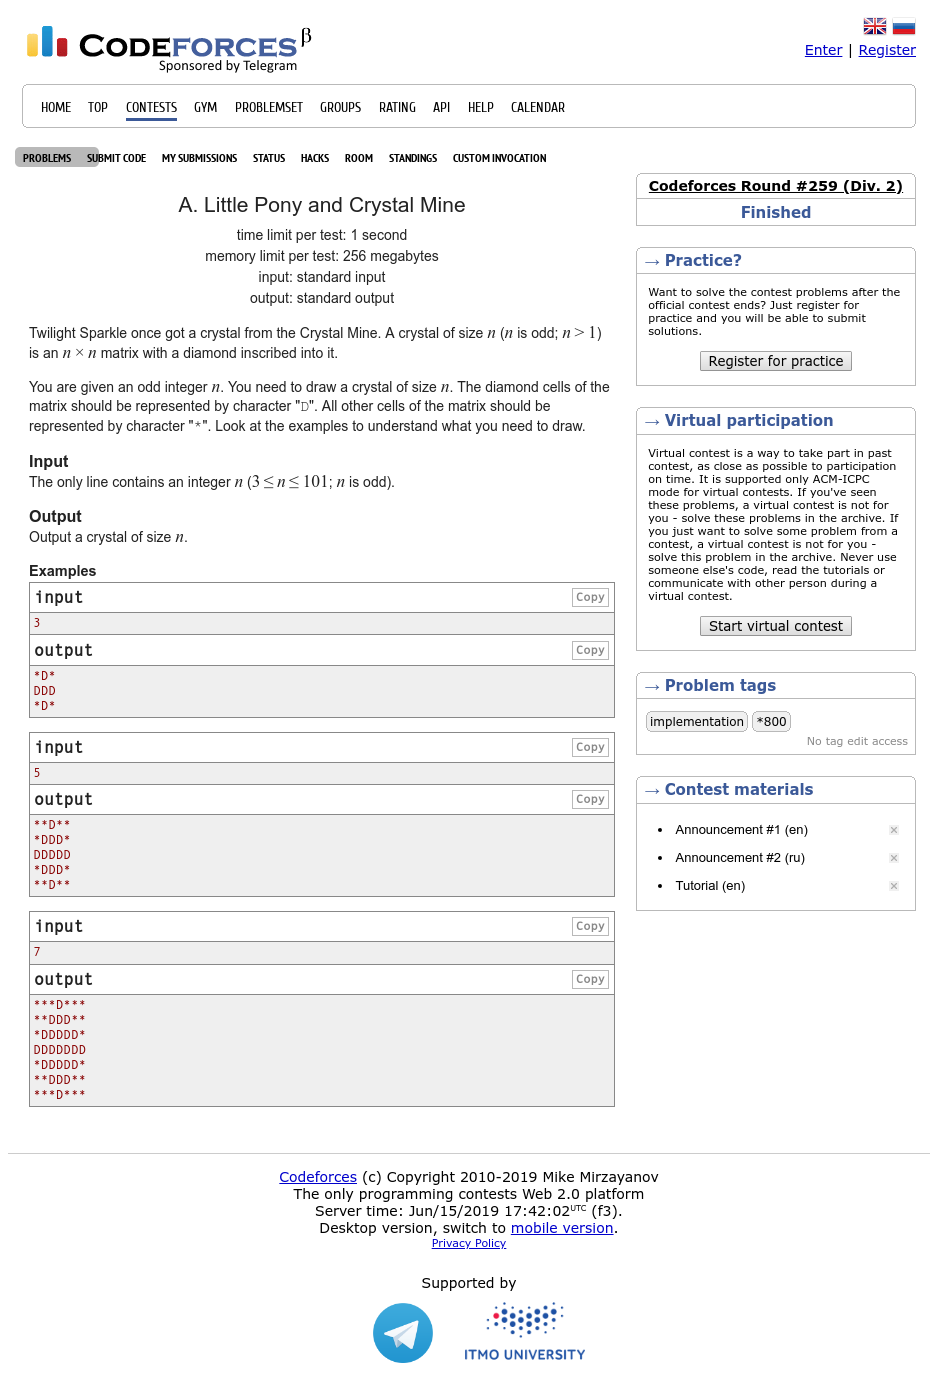 CODEFORCES β
Sponsored by Telegram
Enter | Register
HOME TOP CONTESTS GYM PROBLEMSET GROUPS RATING API HELP CALENDAR
PROBLEMS SUBMIT CODE MY SUBMISSIONS STATUS HACKS ROOM STANDINGS CUSTOM INVOCATION
A. Little Pony and Crystal Mine
time limit per test: 1 second
memory limit per test: 256 megabytes
input: standard input
output: standard output
Twilight Sparkle once got a crystal from the Crystal Mine. A crystal of size n (n is odd; n > 1)
is an n × n matrix with a diamond inscribed into it.
You are given an odd integer n. You need to draw a crystal of size n. The diamond cells of the
matrix should be represented by character "D". All other cells of the matrix should be
represented by character "*". Look at the examples to understand what you need to draw.
Input
The only line contains an integer n (3 ≤ n ≤ 101; n is odd).
Output
Output a crystal of size n.
Examples
input Copy
3
output Copy
*D*
DDD
*D*
input Copy
5
output Copy
**D**
*DDD*
DDDDD
*DDD*
**D**
input Copy
7
output Copy
***D***
**DDD**
*DDDDD*
DDDDDDD
*DDDDD*
**DDD**
***D***
Codeforces Round #259 (Div. 2)
Finished
→ Practice?
Want to solve the contest problems after the
official contest ends? Just register for
practice and you will be able to submit
solutions.
Register for practice
→ Virtual participation
Virtual contest is a way to take part in past
contest, as close as possible to participation
on time. It is supported only ACM-ICPC
mode for virtual contests. If you've seen
these problems, a virtual contest is not for
you - solve these problems in the archive. If
you just want to solve some problem from a
contest, a virtual contest is not for you -
solve this problem in the archive. Never use
someone else's code, read the tutorials or
communicate with other person during a
virtual contest.
Start virtual contest
→ Problem tags
implementation *800
No tag edit access
→ Contest materials
• Announcement #1 (en)
• Announcement #2 (ru)
• Tutorial (en)
Codeforces (c) Copyright 2010-2019 Mike Mirzayanov
The only programming contests Web 2.0 platform
Server time: Jun/15/2019 17:42:02UTC (f3).
Desktop version, switch to mobile version.
Privacy Policy
Supported by
ITMO UNIVERSITY